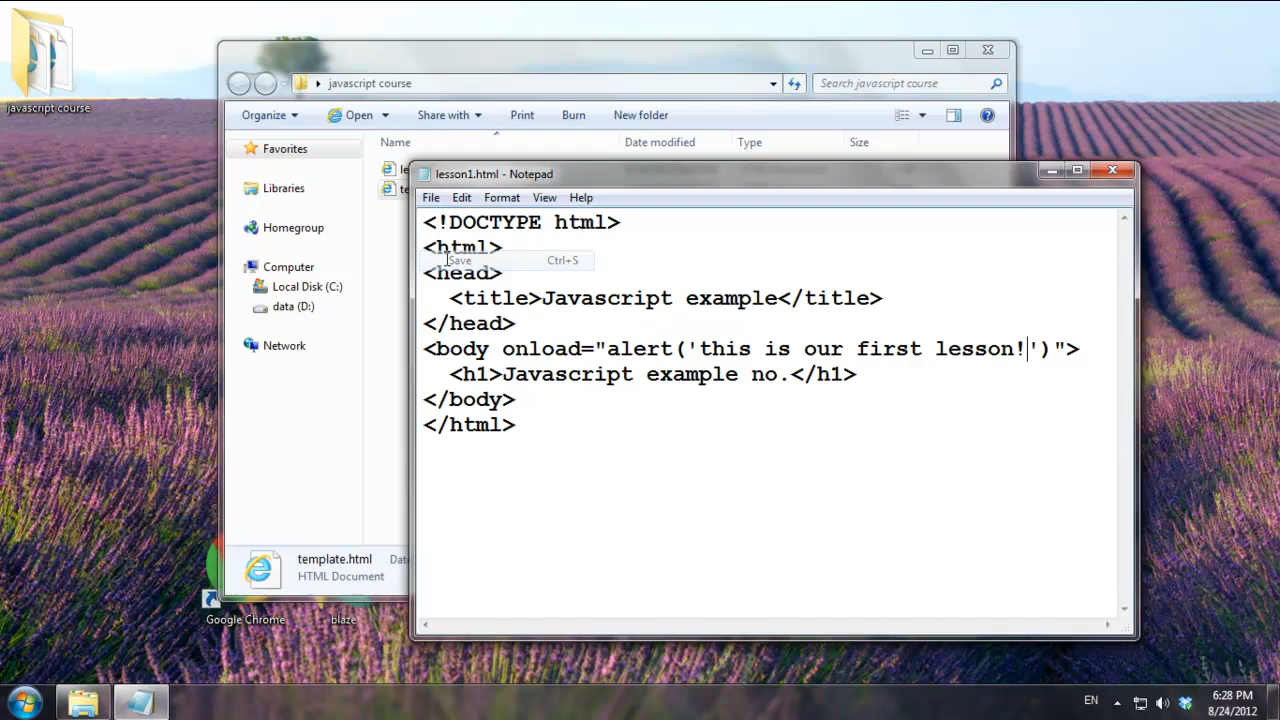 javascript course
javascript course
Search javascript course
Organize
Open
Share with
Print
Burn
New folder
Name
Date modified
Type
Size
Favorites
Libraries
Homegroup
Computer
Local Disk (C:)
data (D:)
Network
lesson1.html - Notepad
File Edit Format View Help
<!DOCTYPE html>
<html>
Save Ctrl+S
<head>
<title>Javascript example</title>
</head>
<body onload="alert('this is our first lesson!')">
<h1>Javascript example no.</h1>
</body>
</html>
template.html
HTML Document
Google Chrome
blaze
EN
6:28 PM
8/24/2012